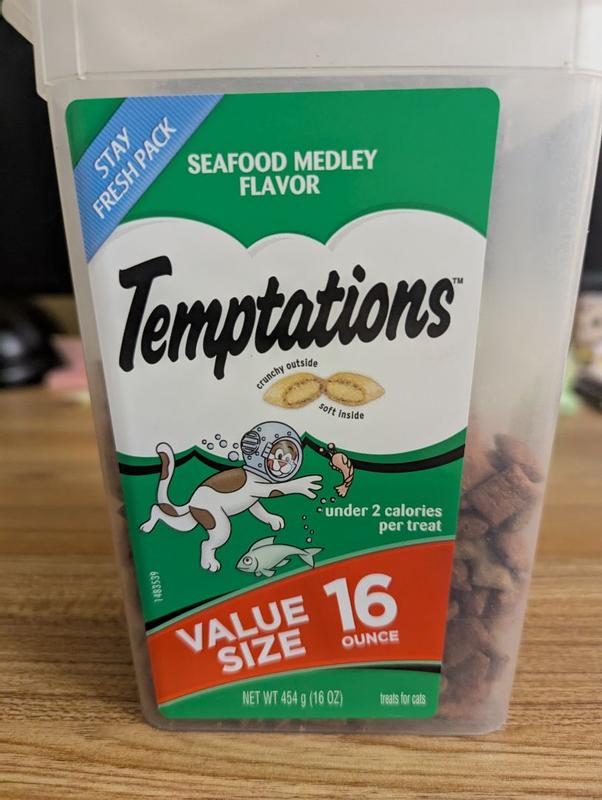 STAY
FRESH PACK
SEAFOOD MEDLEY
FLAVOR
Temptations™
crunchy outside
soft inside
under 2 calories
per treat
VALUE
SIZE
16
OUNCE
NET WT 454 g (16 OZ)
treats for cats